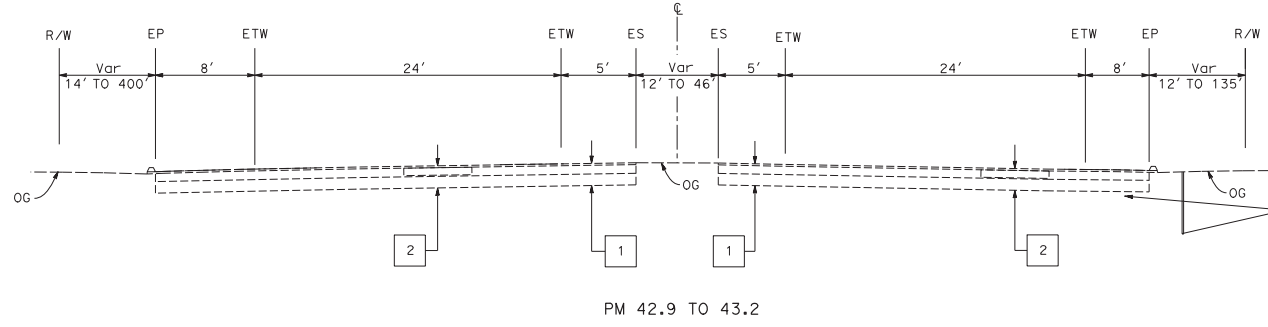 ℄
R/W EP ETW ETW ES ES ETW ETW EP R/W
Var 8' 24' 5' Var 5' 24' 8' Var
14' TO 400' 12' TO 46' 12' TO 135'
OG OG OG
2 1 1 2
PM 42.9 TO 43.2